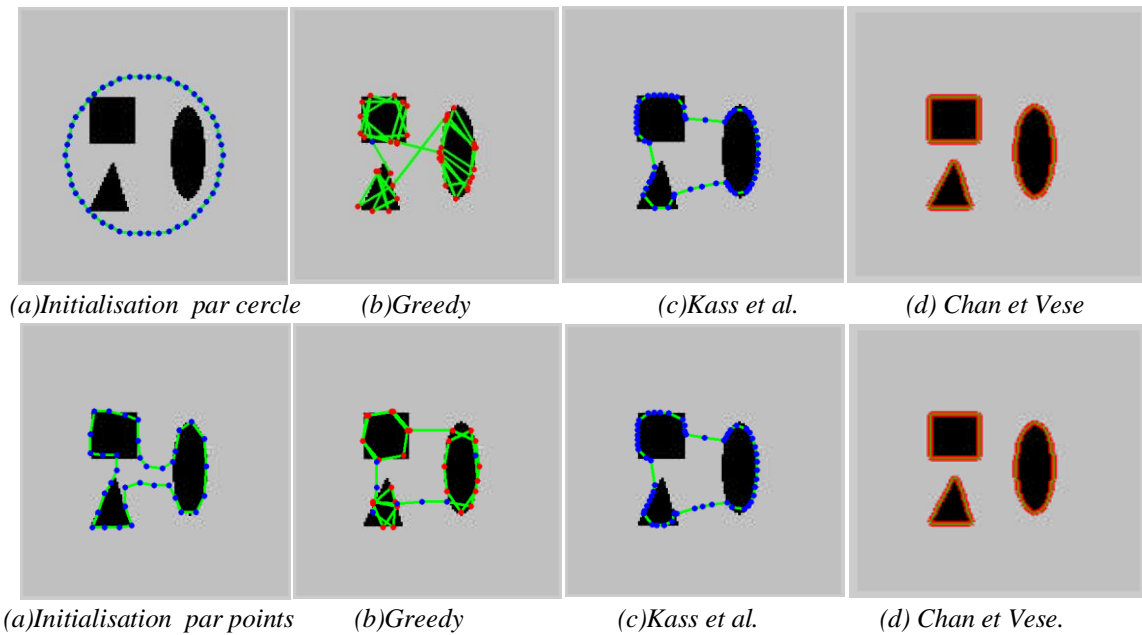 (a)Initialisation par cercle (b)Greedy (c)Kass et al. (d) Chan et Vese
(a)Initialisation par points (b)Greedy (c)Kass et al. (d) Chan et Vese.